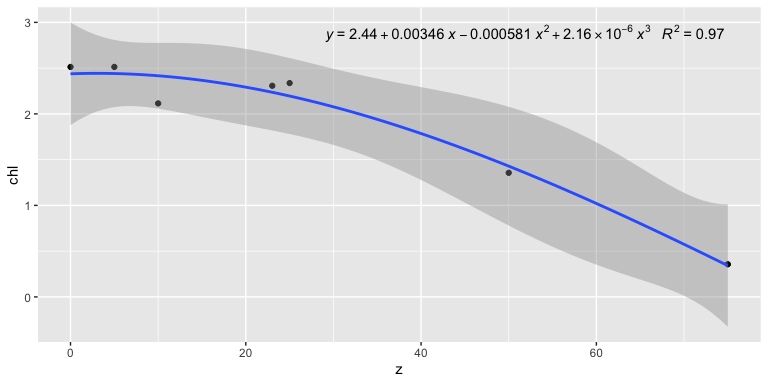 y = 2.44 + 0.00346 x − 0.000581 x² + 2.16 × 10⁻⁶ x³ R² = 0.97
3
2
1
0
chl
0 20 40 60
z